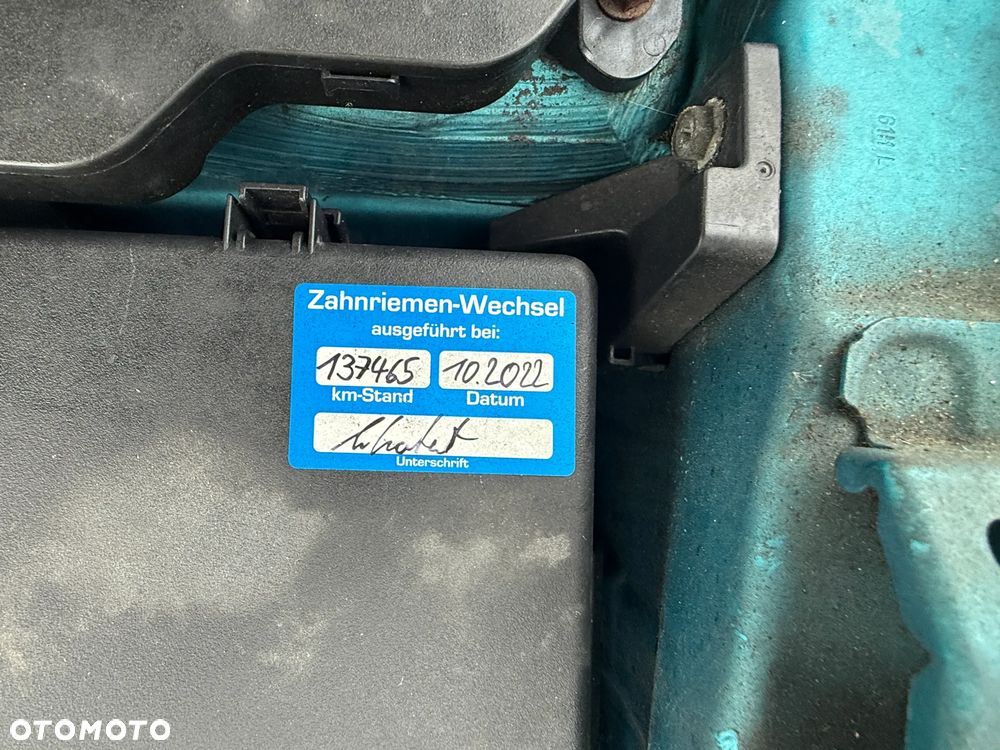 Zahnriemen-Wechsel
ausgeführt bei:
137465 10.2022
km-Stand Datum
Unterschrift
OTOMOTO